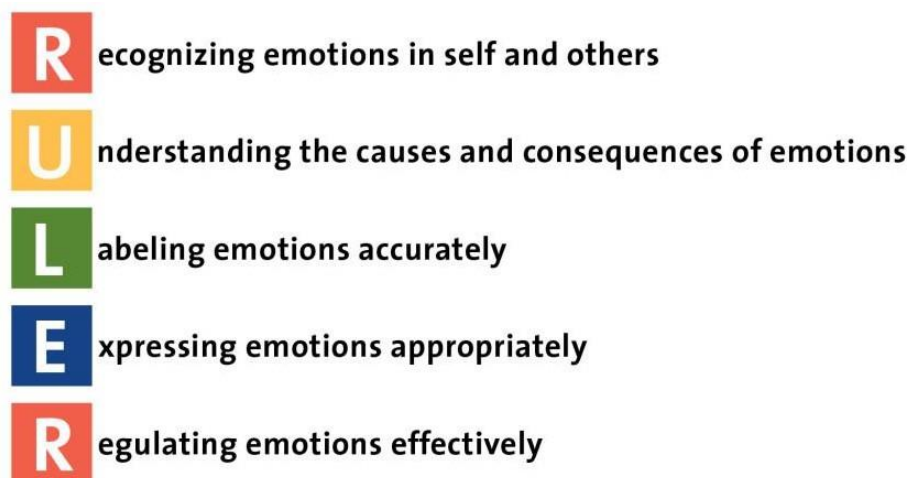 Recognizing emotions in self and others
Understanding the causes and consequences of emotions
Labeling emotions accurately
Expressing emotions appropriately
Regulating emotions effectively